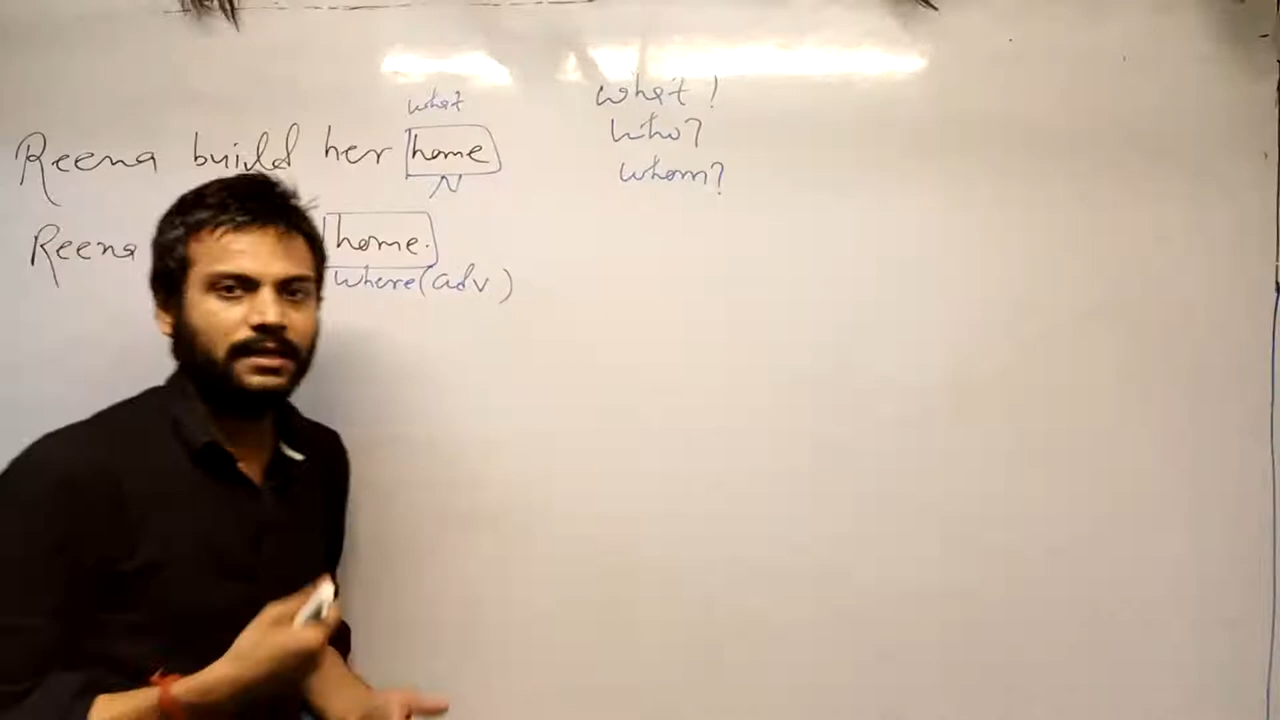 what
Reena build her home
N
Reena home.
where (adv)
what!
who?
whom?